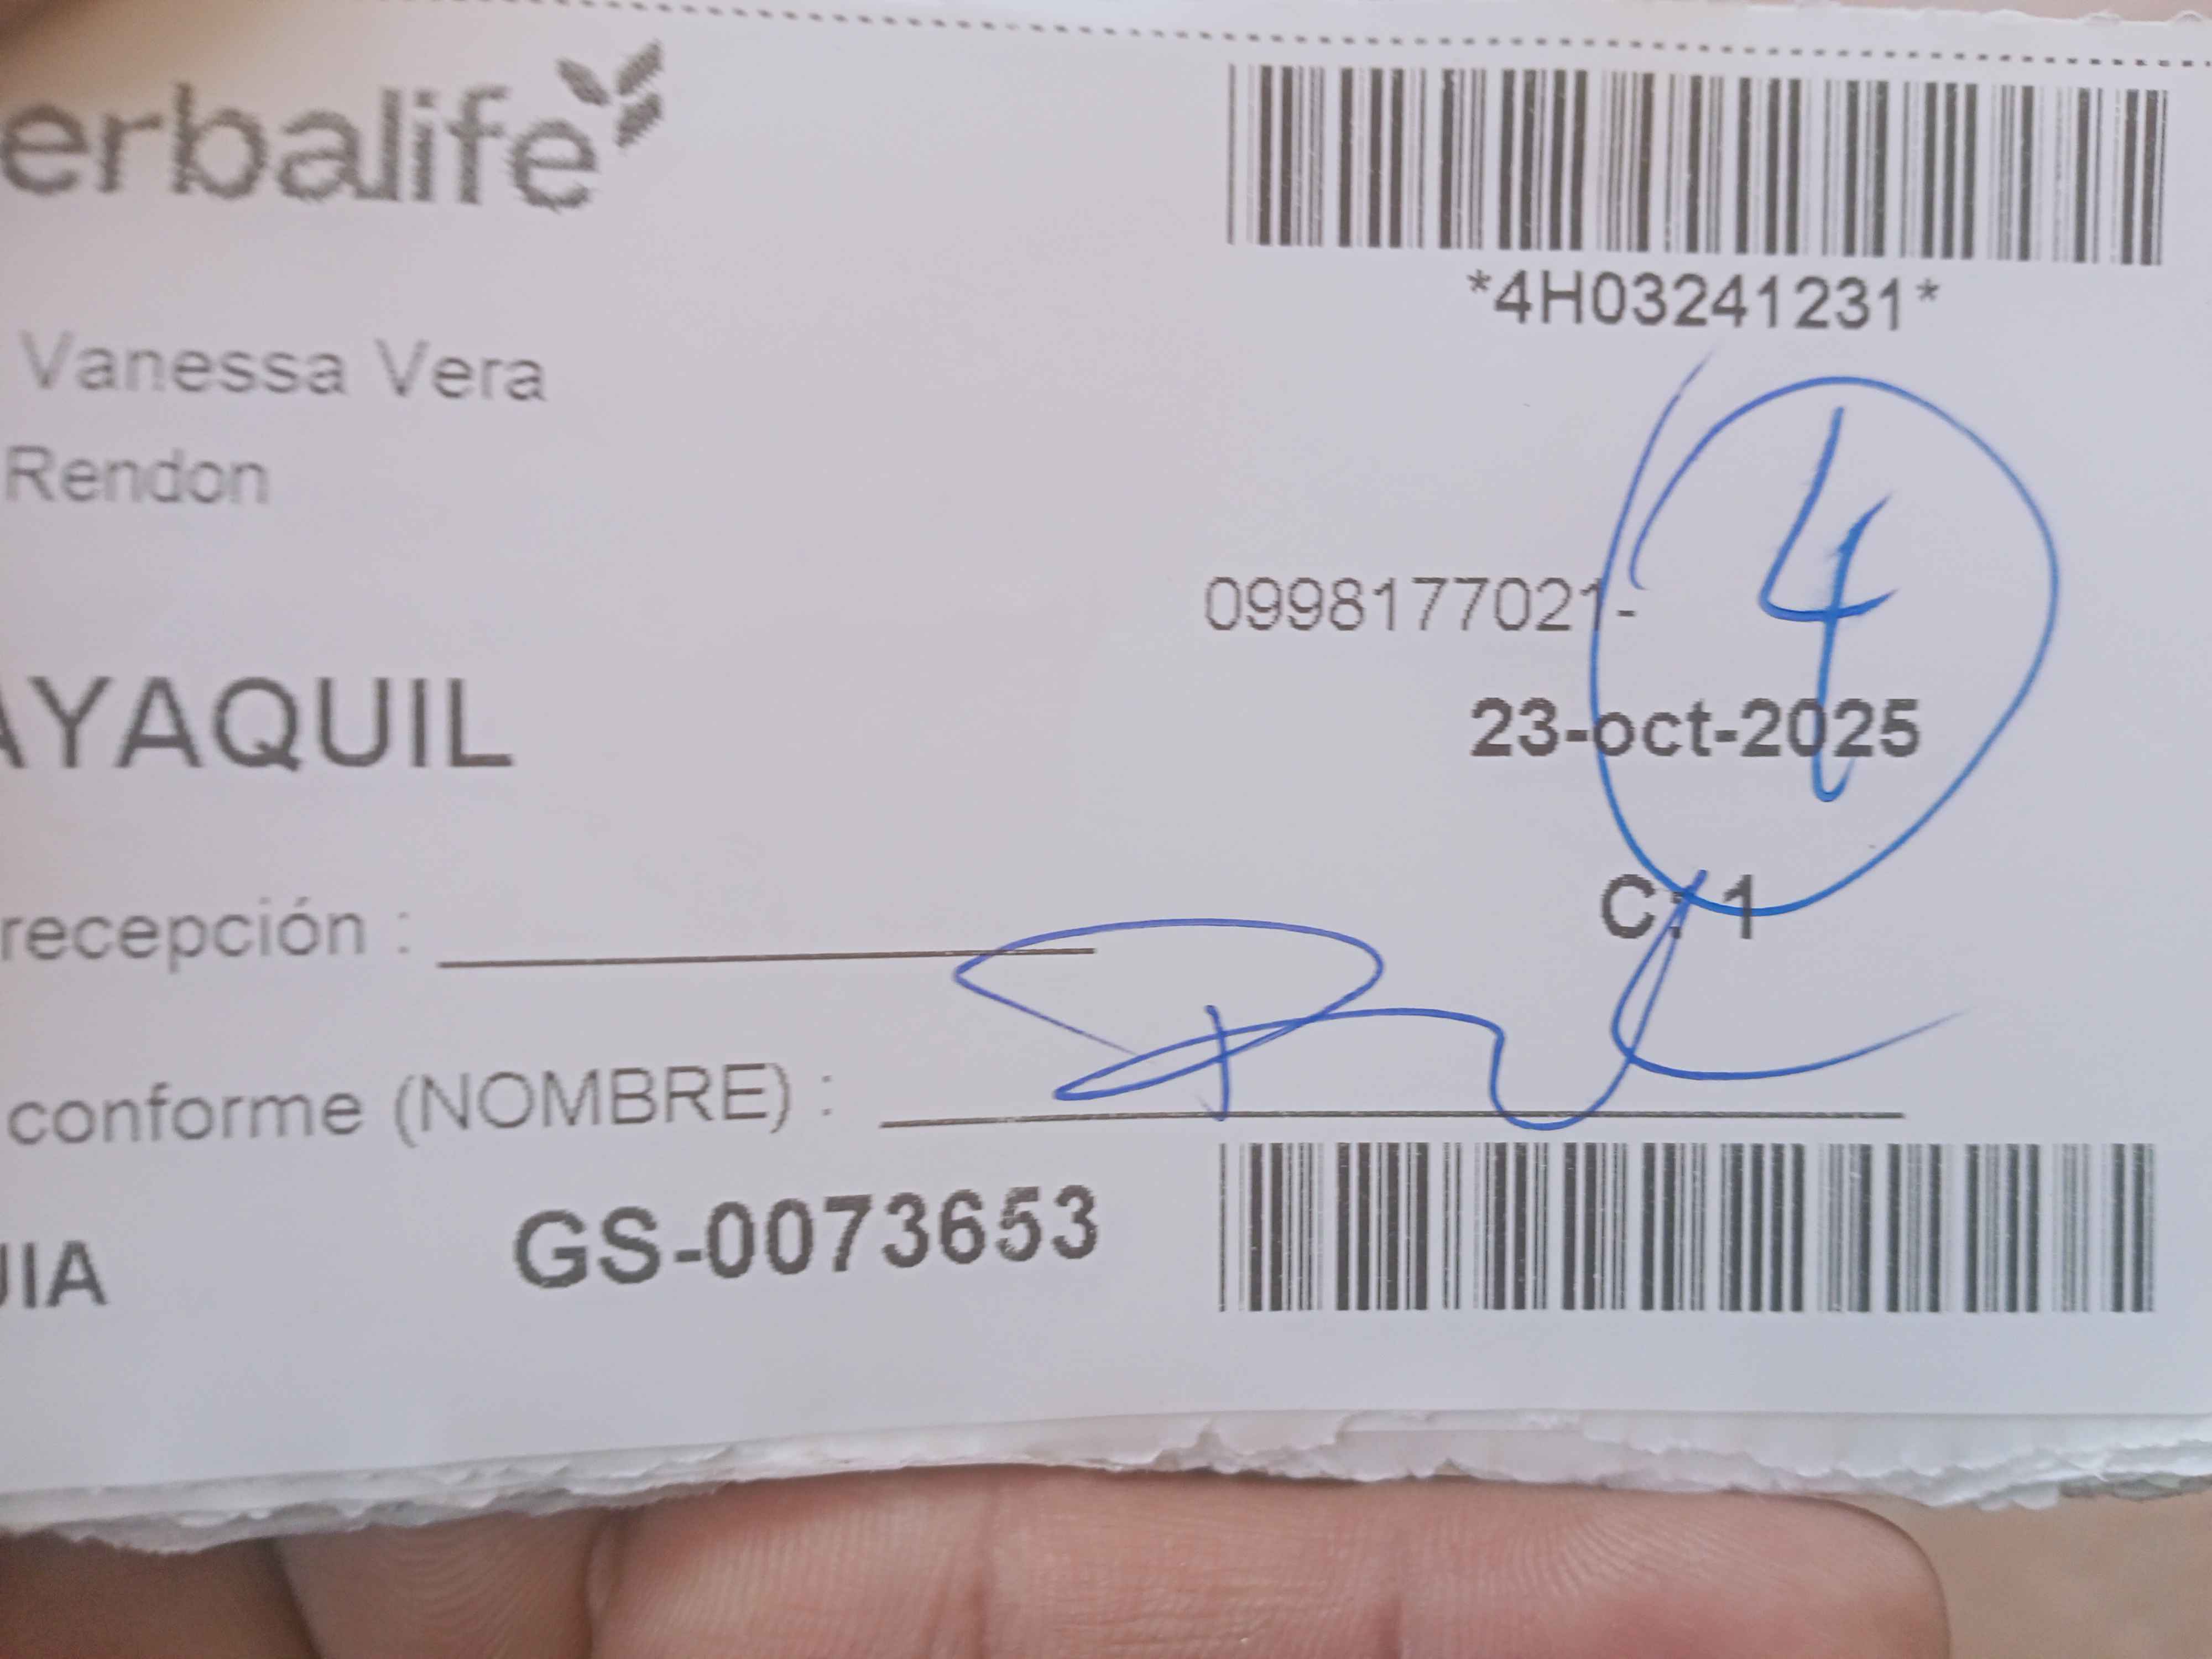 erbalife
*4H03241231*
Vanessa Vera
Rendon
4
0998177021-
AYAQUIL
23-oct-2025
C: 1
recepción :
conforme (NOMBRE) :
UIA GS-0073653